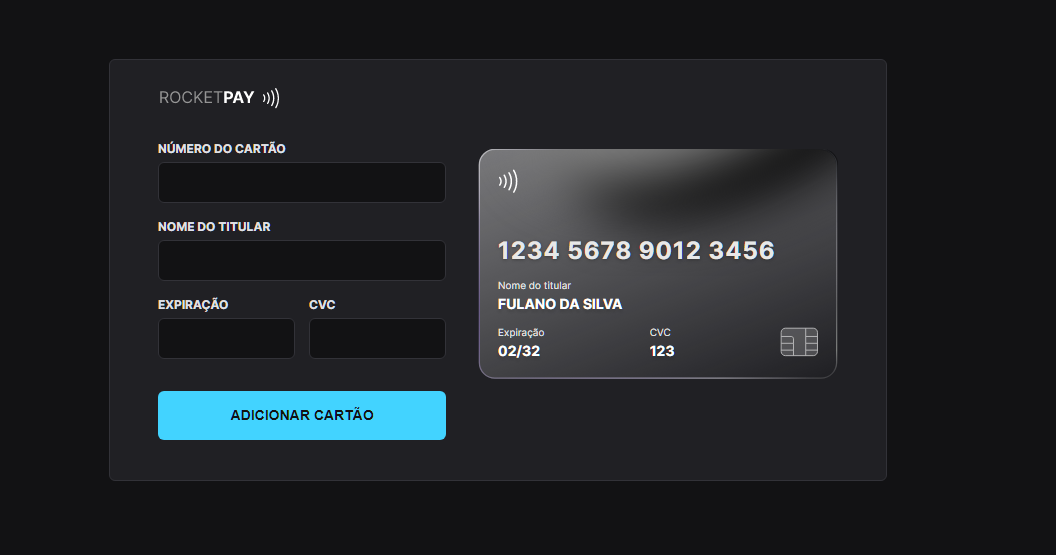 ROCKETPAY
NÚMERO DO CARTÃO
NOME DO TITULAR
EXPIRAÇÃO CVC
ADICIONAR CARTÃO
1234 5678 9012 3456
Nome do titular
FULANO DA SILVA
Expiração CVC
02/32 123